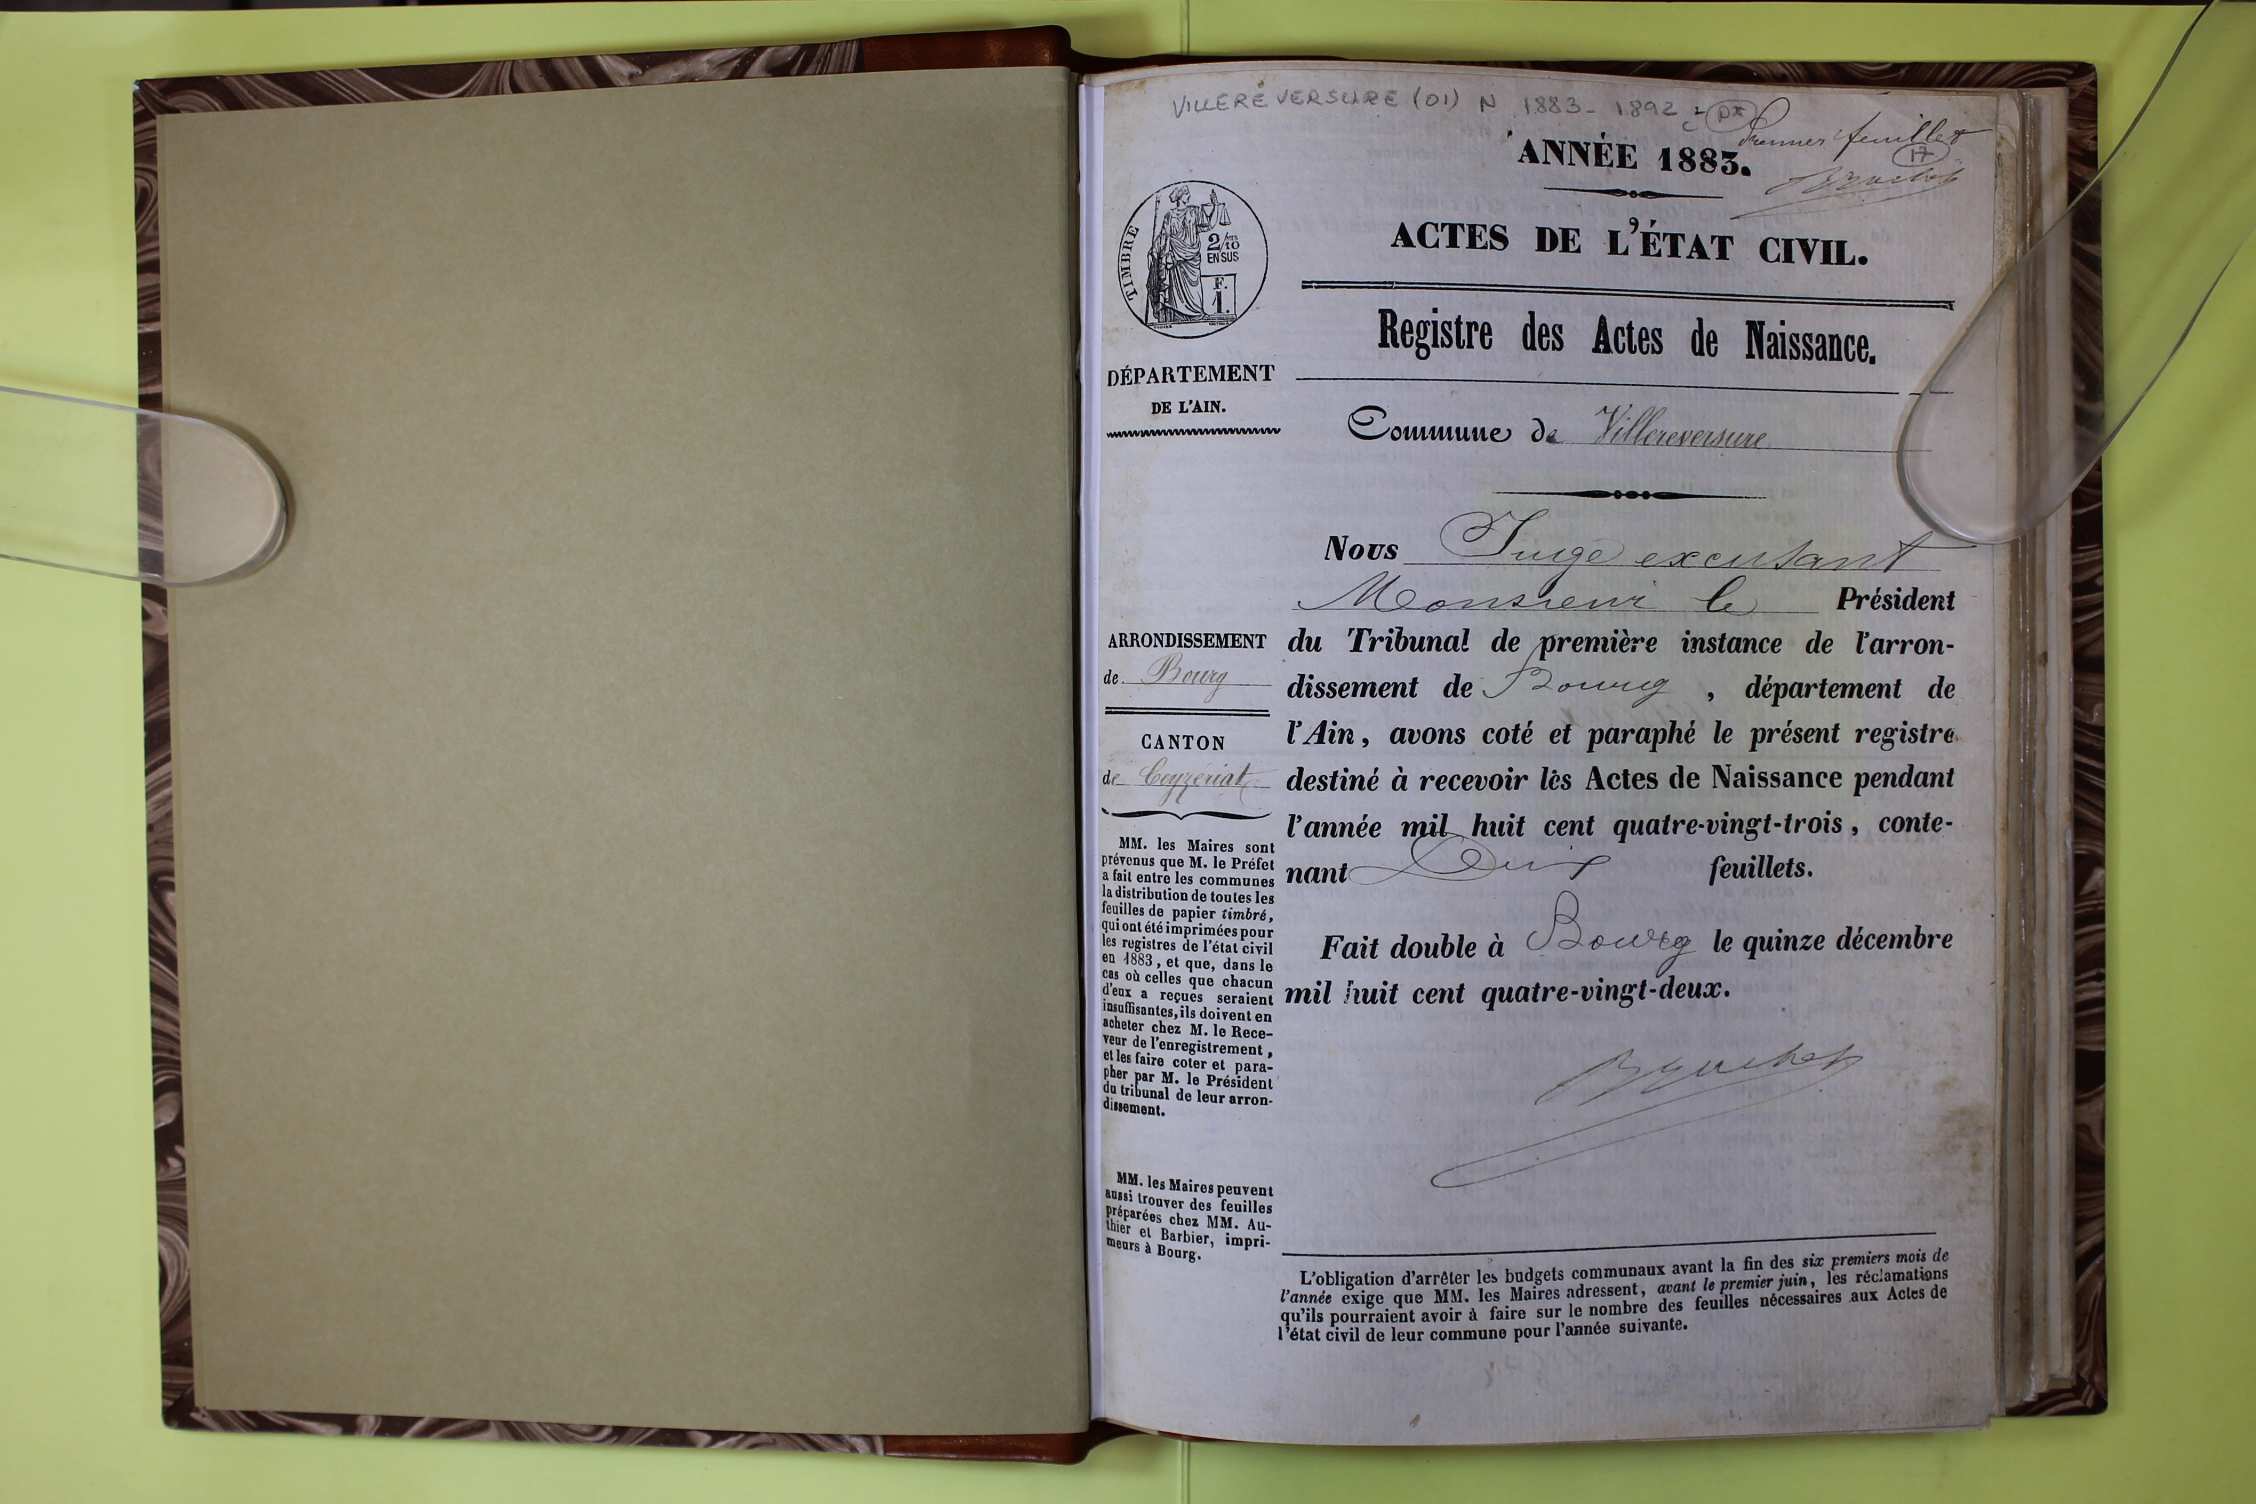 VILLEREVERSURE (01) N 1883 - 1892
Premier feuillet
17
ANNÉE 1883.
ACTES DE L'ÉTAT CIVIL.
TIMBRE
2/10 EN SUS
F. 1.
Registre des Actes de Naissance.
DÉPARTEMENT
DE L'AIN.
Commune de Villereversure
Nous Juge excusant
Monsieur le Président
du Tribunal de première instance de l'arron-
dissement de Bourg, département de
l'Ain, avons coté et paraphé le présent registre
destiné à recevoir les Actes de Naissance pendant
l'année mil huit cent quatre-vingt-trois, conte-
nant Dix feuillets.
Fait double à Bourg le quinze décembre
mil huit cent quatre-vingt-deux.
ARRONDISSEMENT
de Bourg
CANTON
de Ceyzériat
MM. les Maires sont
prévenus que M. le Préfet
a fait entre les communes
la distribution de toutes les
feuilles de papier timbré,
qui ont été imprimées pour
les registres de l'état civil
en 1883, et que, dans le
cas où celles que chacun
d'eux a reçues seraient
insuffisantes, ils doivent en
acheter chez M. le Rece-
veur de l'enregistrement,
et les faire coter et para-
pher par M. le Président
du tribunal de leur arron-
dissement.
MM. les Maires peuvent
aussi trouver des feuilles
préparées chez MM. Au-
thier et Barbier, impri-
meurs à Bourg.
L'obligation d'arrêter les budgets communaux avant la fin des six premiers mois de
l'année exige que MM. les Maires adressent, avant le premier juin, les réclamations
qu'ils pourraient avoir à faire sur le nombre des feuilles nécessaires aux Actes de
l'état civil de leur commune pour l'année suivante.